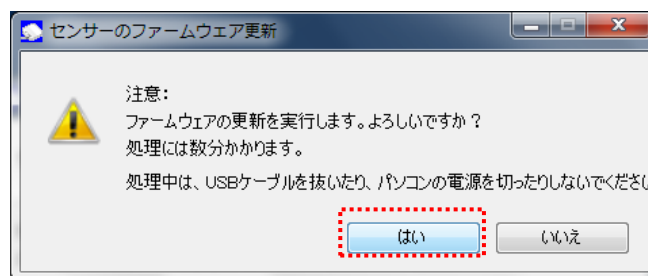 センサーのファームウェア更新
注意:
ファームウェアの更新を実行します。よろしいですか?
処理には数分かかります。
処理中は、USBケーブルを抜いたり、パソコンの電源を切ったりしないでくださ
はい
いいえ